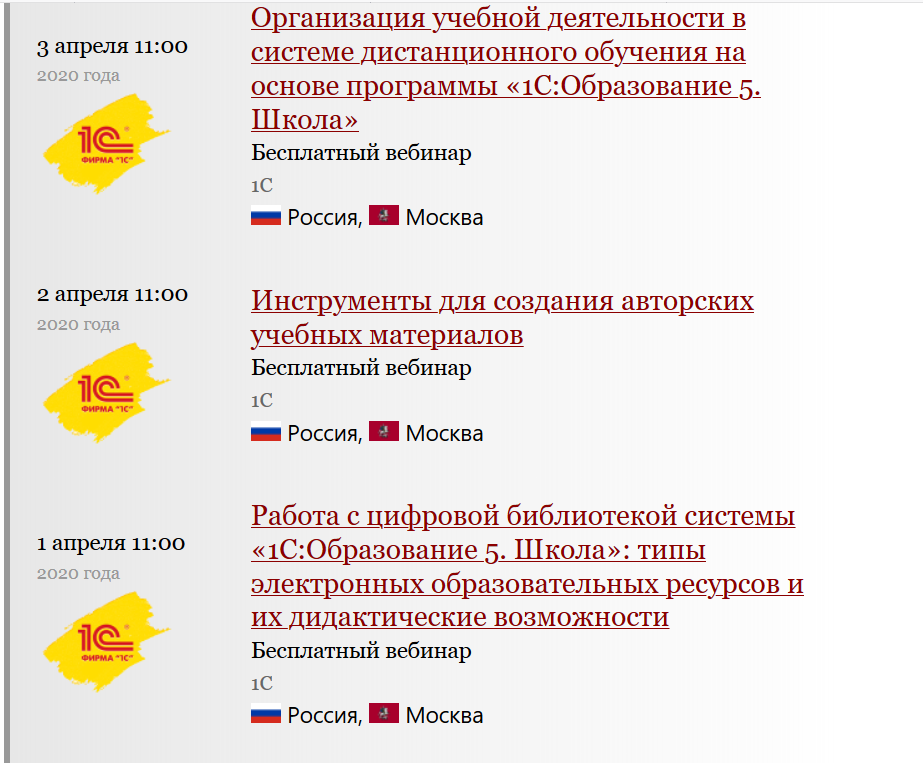 3 апреля 11:00
2020 года
1С
ФИРМА "1С"
Организация учебной деятельности в
системе дистанционного обучения на
основе программы «1С:Образование 5.
Школа»
Бесплатный вебинар
1С
Россия, Москва
2 апреля 11:00
2020 года
1С
ФИРМА "1С"
Инструменты для создания авторских
учебных материалов
Бесплатный вебинар
1С
Россия, Москва
1 апреля 11:00
2020 года
1С
ФИРМА "1С"
Работа с цифровой библиотекой системы
«1С:Образование 5. Школа»: типы
электронных образовательных ресурсов и
их дидактические возможности
Бесплатный вебинар
1С
Россия, Москва